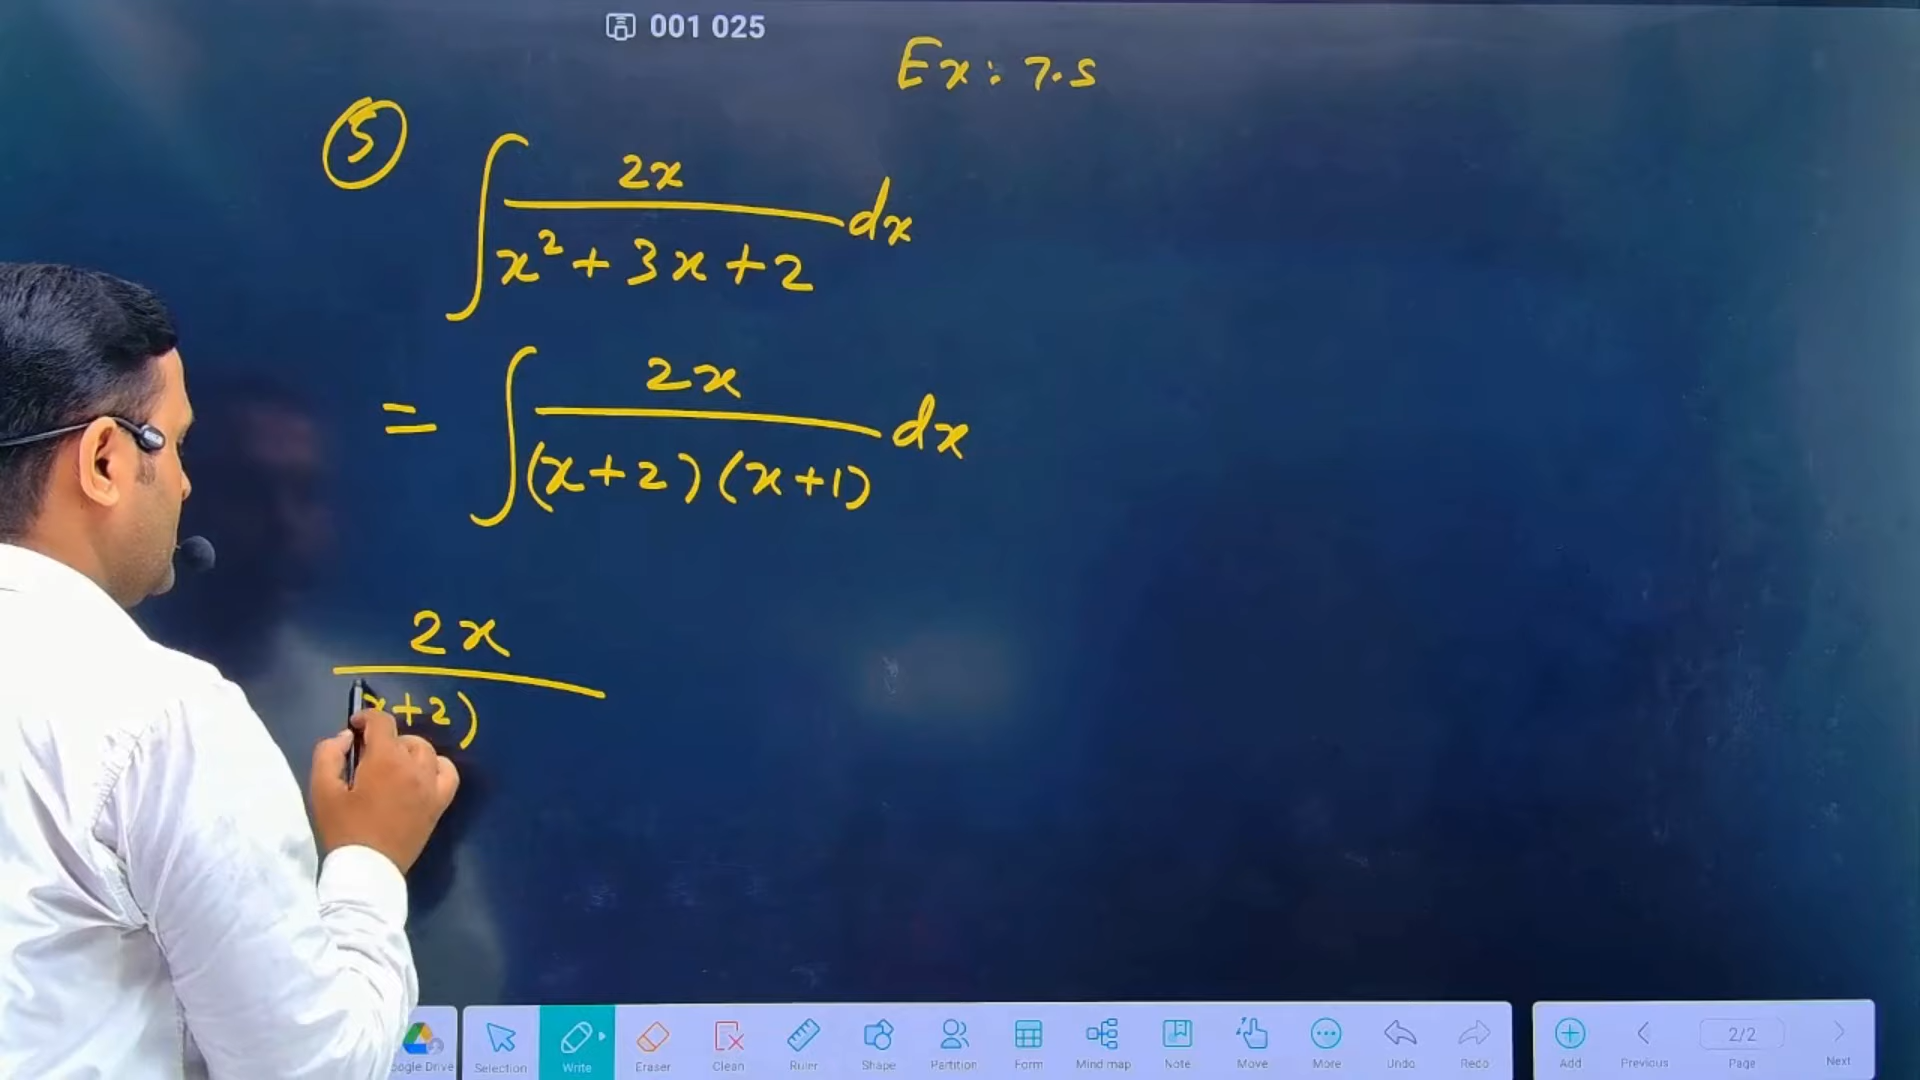 001 025
Ex: 7.5
5
∫ 2x / (x² + 3x + 2) dx
= ∫ 2x / ((x+2)(x+1)) dx
2x
x+2)
Google Drive Selection Write Eraser Clean Ruler Shape Partition Form Mind map Note Move More Undo Redo Add Previous 2/2 Page Next